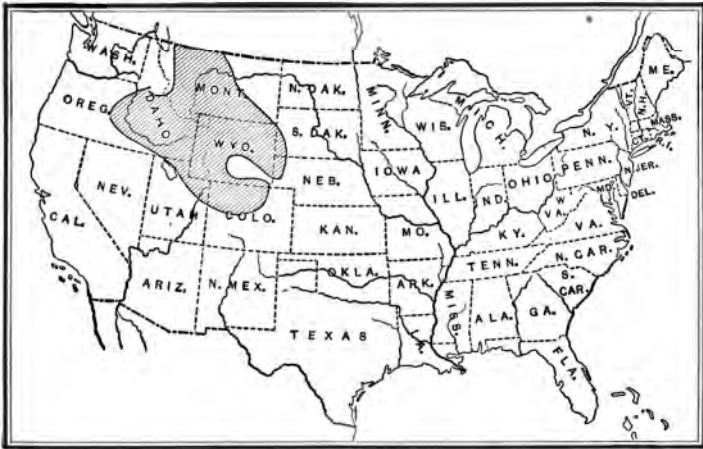 WASH.
MONT.
N. DAK.
MINN.
ME.
OREG.
IDAHO
WYO.
S. DAK.
WIS.
MICH.
N. Y.
VT.
N.H.
MASS.
CT.
R.I.
NEV.
UTAH
COLO.
NEB.
IOWA
ILL.
IND.
OHIO
PENN.
N. JER.
MD.
DEL.
CAL.
KAN.
MO.
KY.
W. VA.
VA.
ARIZ.
N. MEX.
OKLA.
ARK.
TENN.
N. CAR.
S. CAR.
TEXAS
LA.
MISS.
ALA.
GA.
FLA.